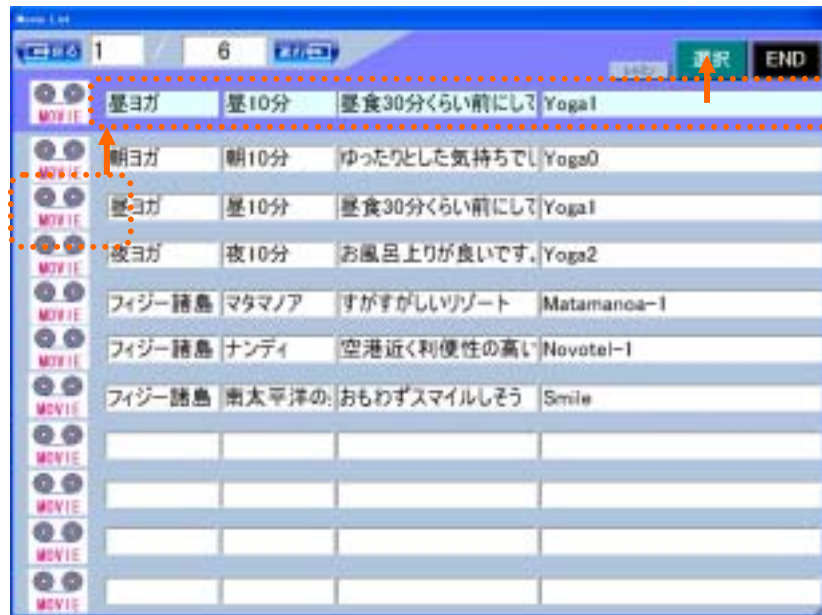 Movie List
1 / 6 選択 END
MOVIE 昼ヨガ 昼10分 昼食30分くらい前にして Yoga1
MOVIE 朝ヨガ 朝10分 ゆったりとした気持ちでし Yoga0
MOVIE 昼ヨガ 昼10分 昼食30分くらい前にして Yoga1
MOVIE 夜ヨガ 夜10分 お風呂上りが良いです。 Yoga2
MOVIE フィジー諸島 マタマノア すがすがしいリゾート Matamanoa-1
MOVIE フィジー諸島 ナンディ 空港近く利便性の高い Novotel-1
MOVIE フィジー諸島 南太平洋の おもわずスマイルしそう Smile
MOVIE
MOVIE
MOVIE
MOVIE